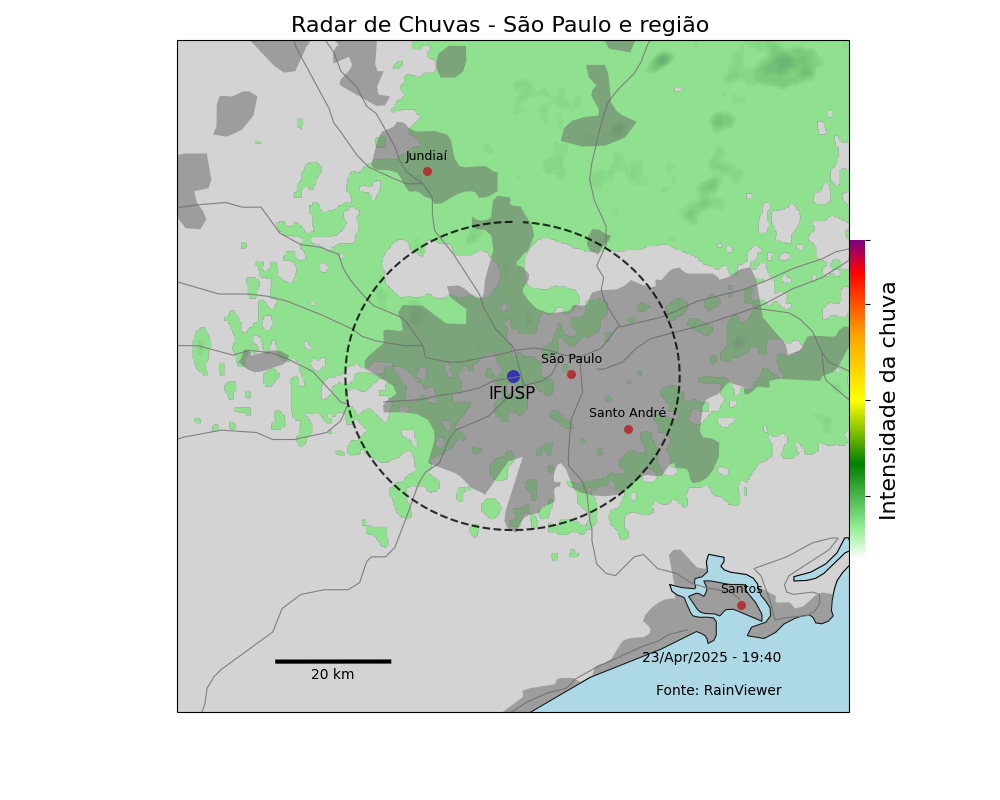 Radar de Chuvas - São Paulo e região
Jundiaí
São Paulo
IFUSP
Santo André
Intensidade da chuva
Santos
23/Apr/2025 - 19:40
20 km
Fonte: RainViewer